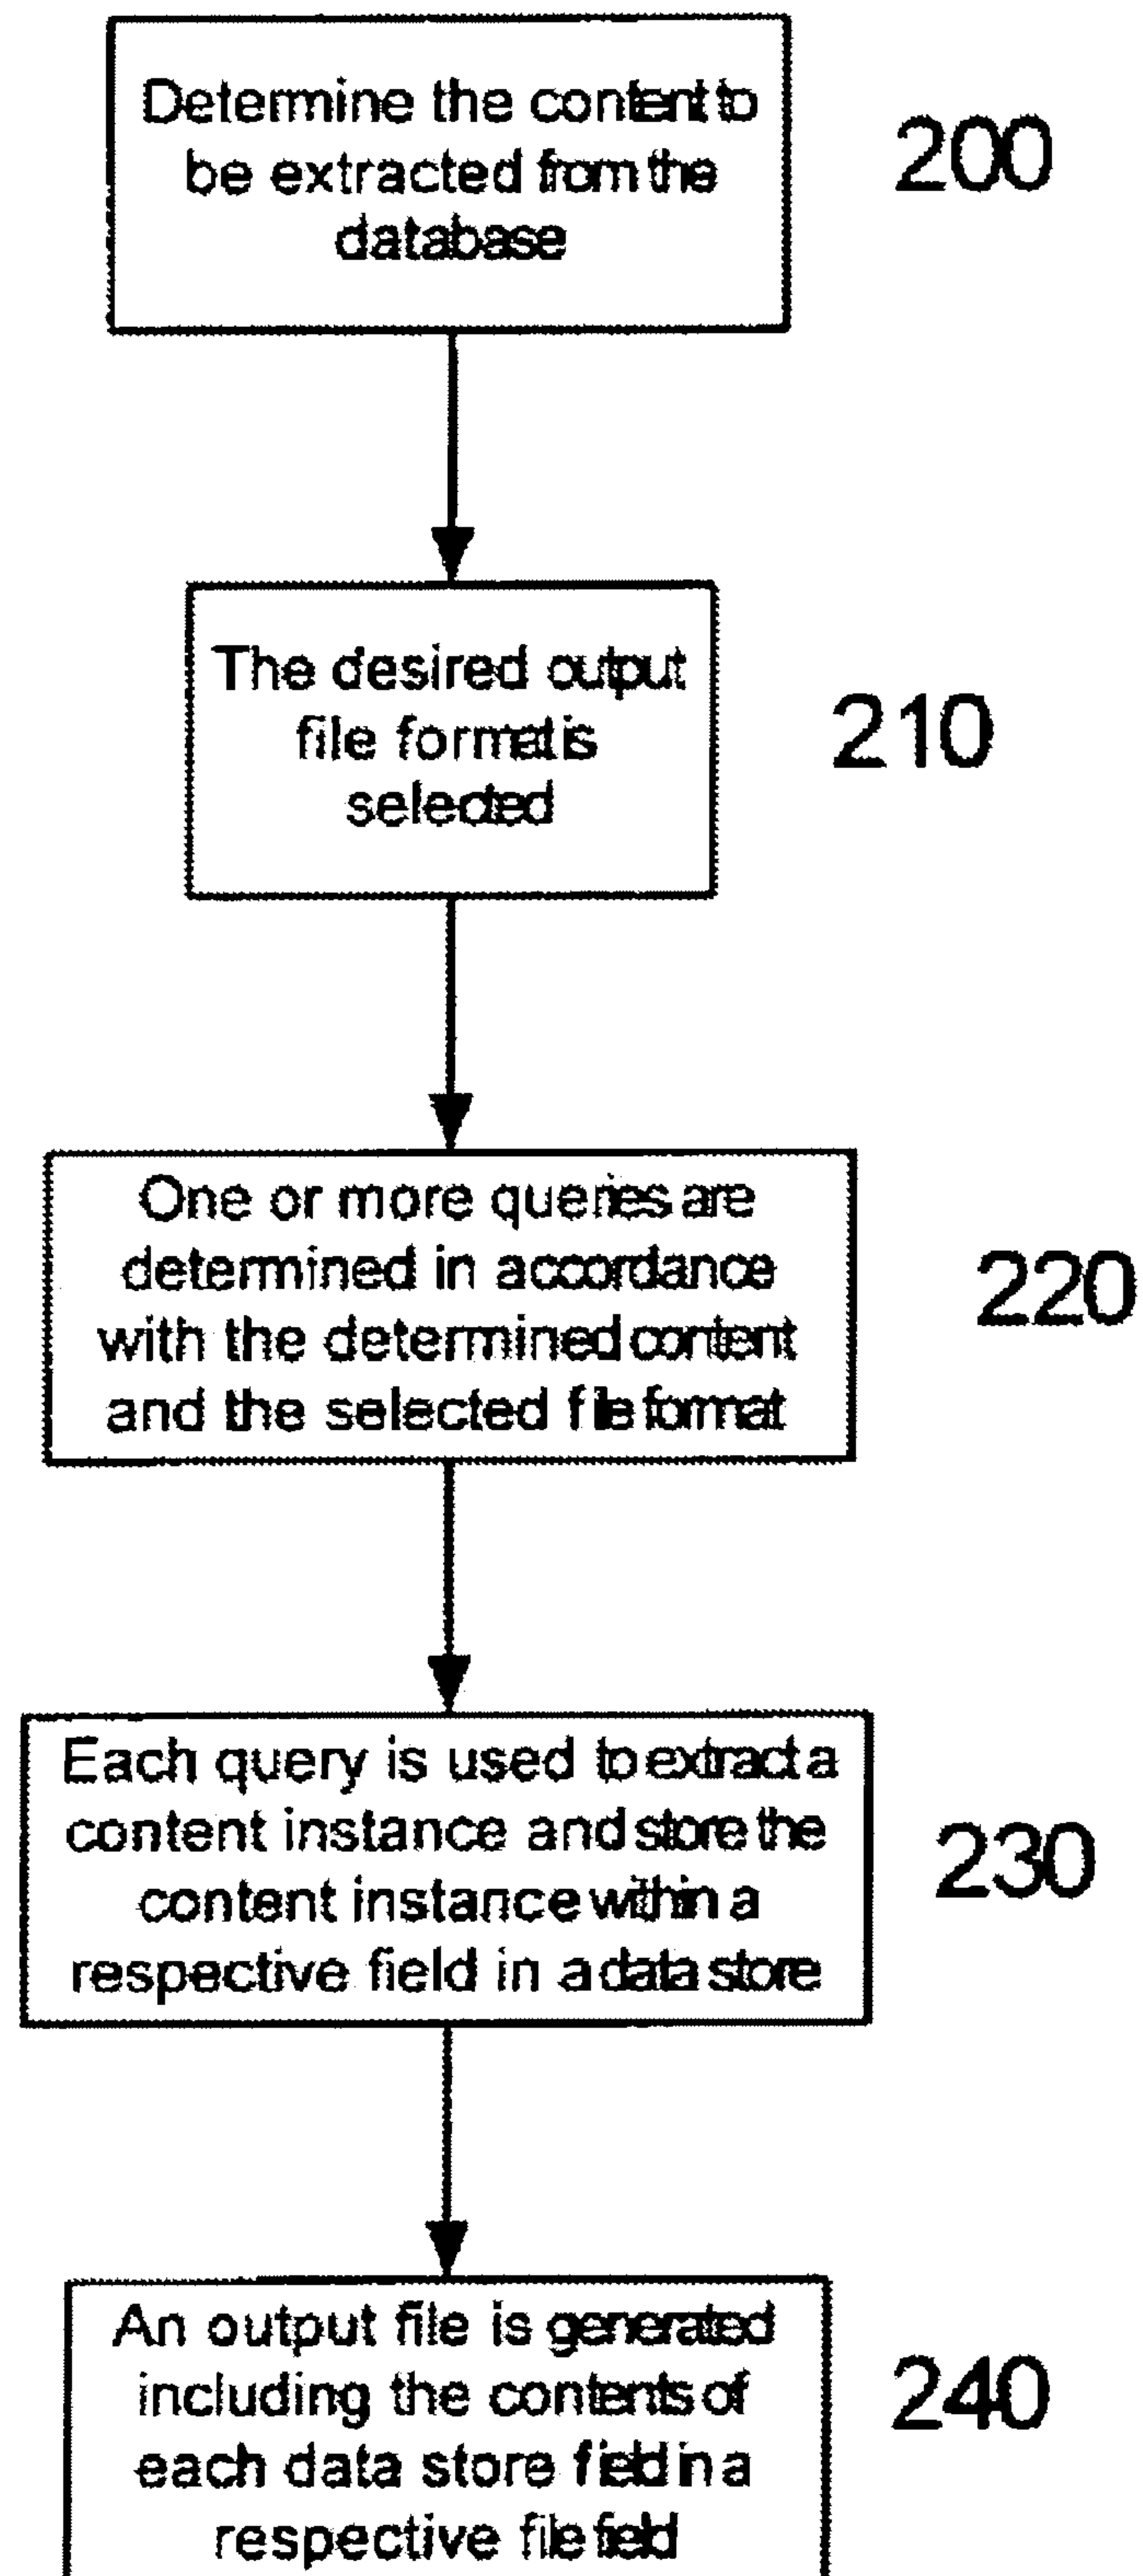 Determine the content to
be extracted from the
database
200
The desired output
file format is
selected
210
One or more queries are
determined in accordance
with the determined content
and the selected file format
220
Each query is used to extract a
content instance and store the
content instance within a
respective field in a data store
230
An output file is generated
including the contents of
each data store field in a
respective file field
240